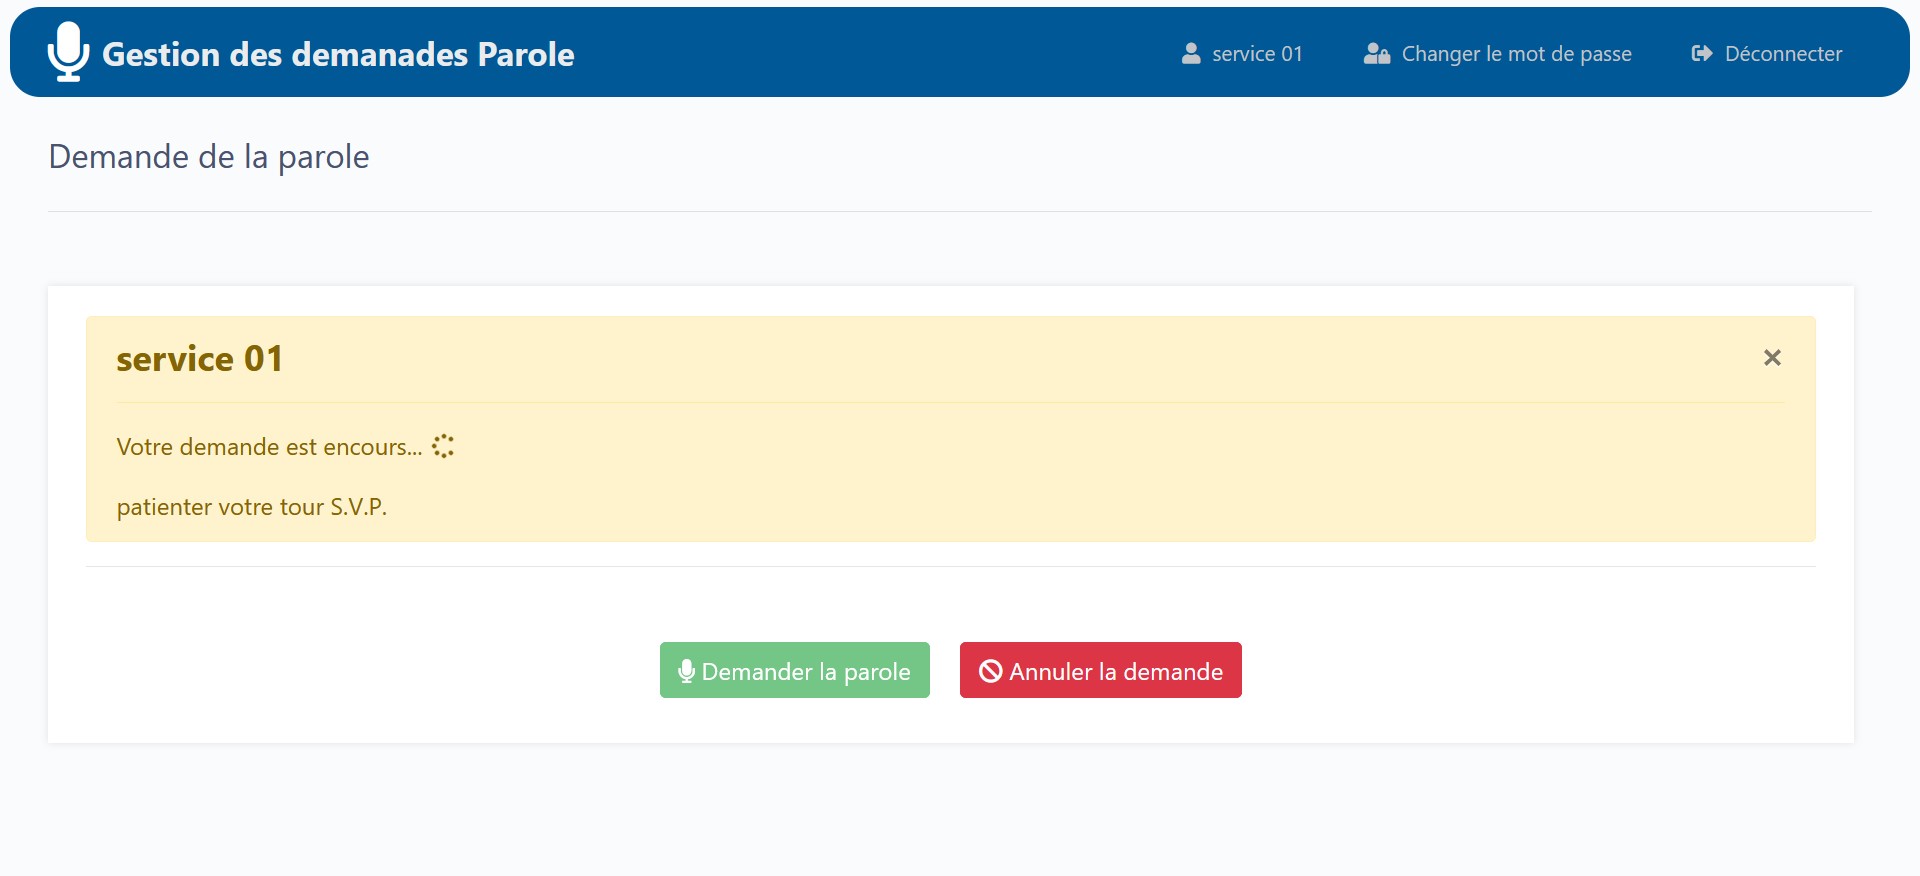 Gestion des demanades Parole
service 01
Changer le mot de passe
Déconnecter
Demande de la parole
service 01
×
Votre demande est encours...
patienter votre tour S.V.P.
Demander la parole
Annuler la demande